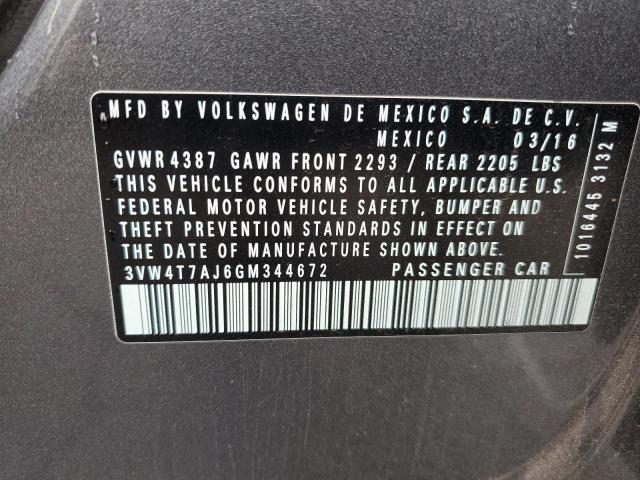 MFD BY VOLKSWAGEN DE MEXICO S.A. DE C.V.
MEXICO 03/16
GVWR 4387 GAWR FRONT 2293 / REAR 2205 LBS
THIS VEHICLE CONFORMS TO ALL APPLICABLE U.S.
FEDERAL MOTOR VEHICLE SAFETY, BUMPER AND
THEFT PREVENTION STANDARDS IN EFFECT ON
THE DATE OF MANUFACTURE SHOWN ABOVE.
3VW4T7AJ6GM344672 PASSENGER CAR
1016445 3132 M